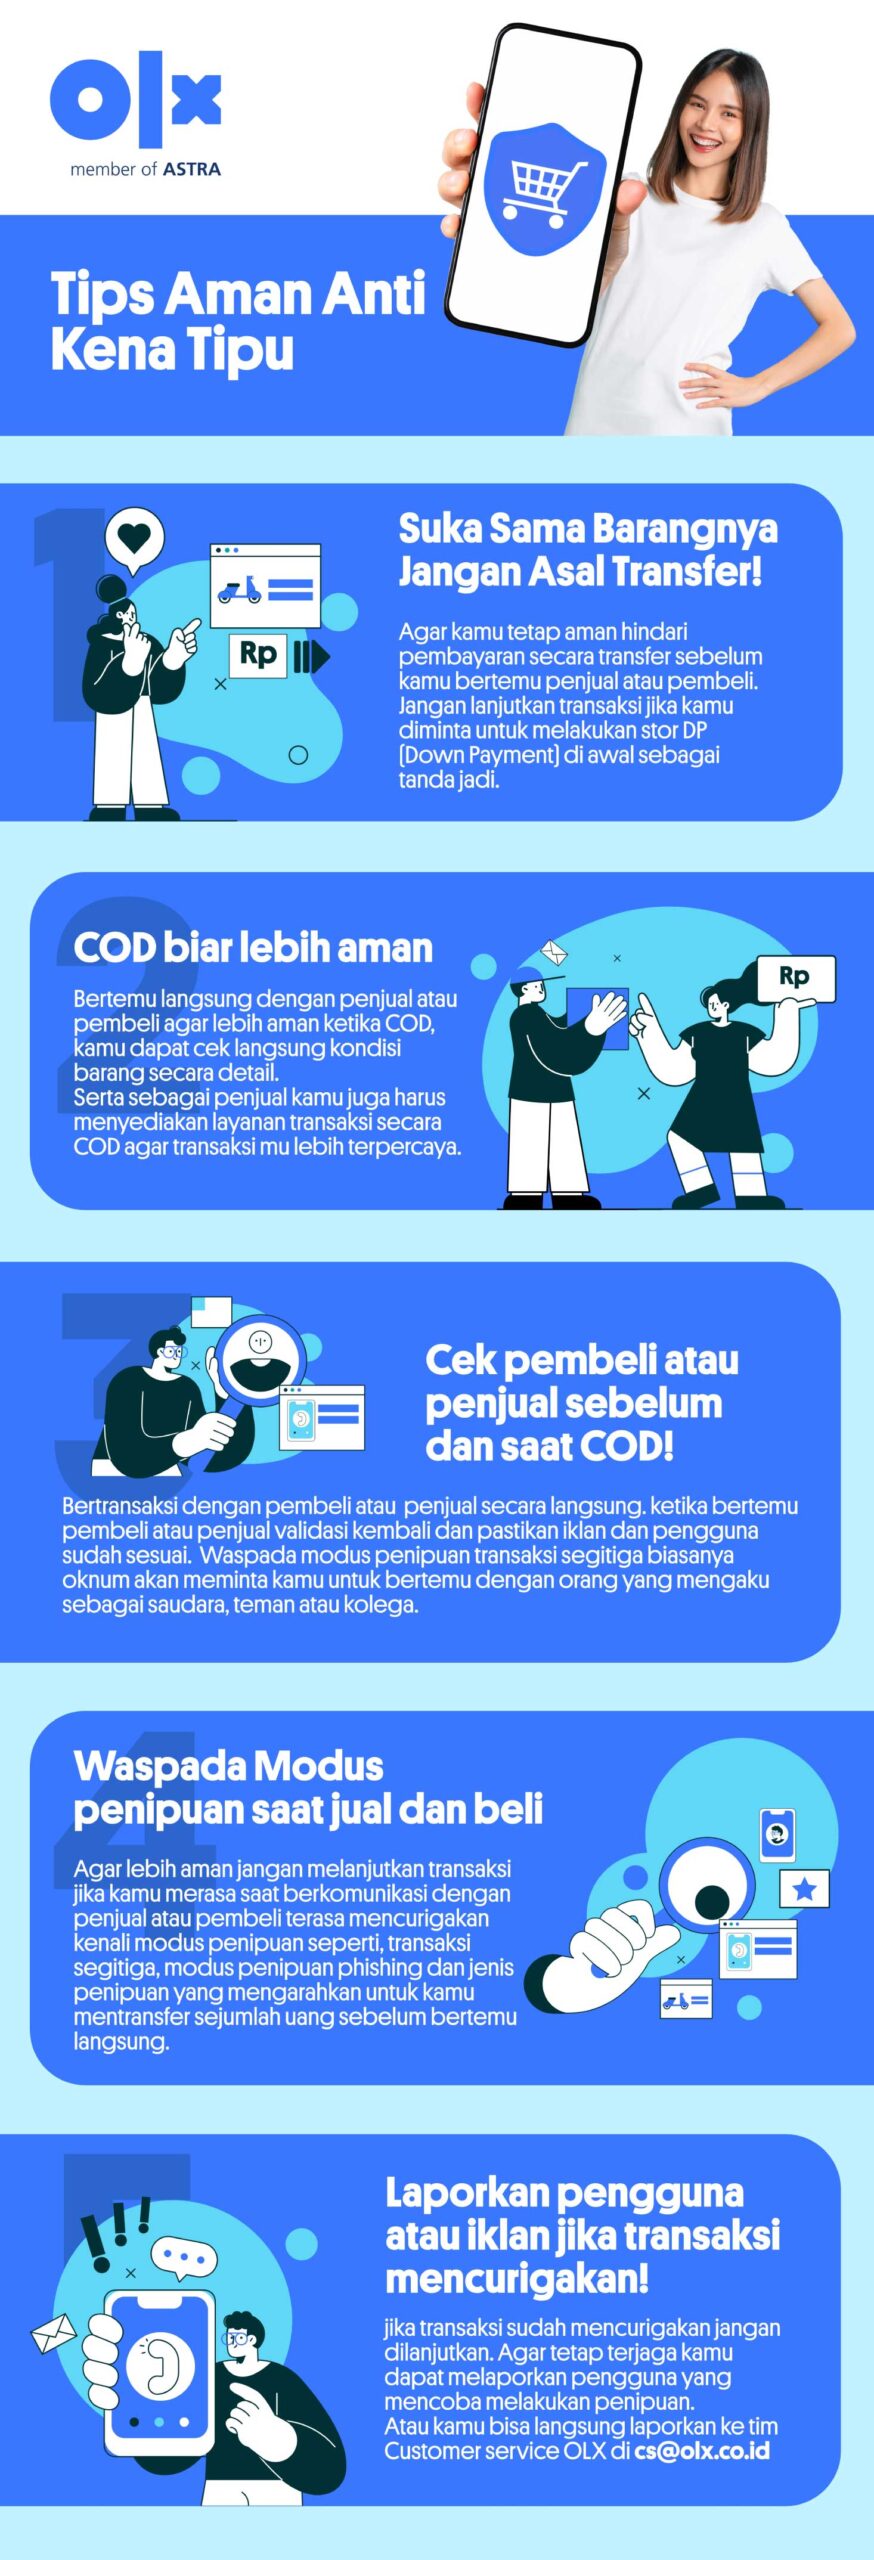 olx
member of ASTRA
Tips Aman Anti
Kena Tipu
1
Suka Sama Barangnya
Jangan Asal Transfer!
Rp
Agar kamu tetap aman hindari
pembayaran secara transfer sebelum
kamu bertemu penjual atau pembeli.
Jangan lanjutkan transaksi jika kamu
diminta untuk melakukan stor DP
(Down Payment) di awal sebagai
tanda jadi.
2
COD biar lebih aman
Rp
Bertemu langsung dengan penjual atau
pembeli agar lebih aman ketika COD,
kamu dapat cek langsung kondisi
barang secara detail.
Serta sebagai penjual kamu juga harus
menyediakan layanan transaksi secara
COD agar transaksi mu lebih terpercaya.
3
Cek pembeli atau
penjual sebelum
dan saat COD!
Bertransaksi dengan pembeli atau penjual secara langsung. ketika bertemu
pembeli atau penjual validasi kembali dan pastikan iklan dan pengguna
sudah sesuai. Waspada modus penipuan transaksi segitiga biasanya
oknum akan meminta kamu untuk bertemu dengan orang yang mengaku
sebagai saudara, teman atau kolega.
4
Waspada Modus
penipuan saat jual dan beli
Agar lebih aman jangan melanjutkan transaksi
jika kamu merasa saat berkomunikasi dengan
penjual atau pembeli terasa mencurigakan
kenali modus penipuan seperti, transaksi
segitiga, modus penipuan phishing dan jenis
penipuan yang mengarahkan untuk kamu
mentransfer sejumlah uang sebelum bertemu
langsung.
5
Laporkan pengguna
atau iklan jika transaksi
mencurigakan!
!!!
jika transaksi sudah mencurigakan jangan
dilanjutkan. Agar tetap terjaga kamu
dapat melaporkan pengguna yang
mencoba melakukan penipuan.
Atau kamu bisa langsung laporkan ke tim
Customer service OLX di cs@olx.co.id